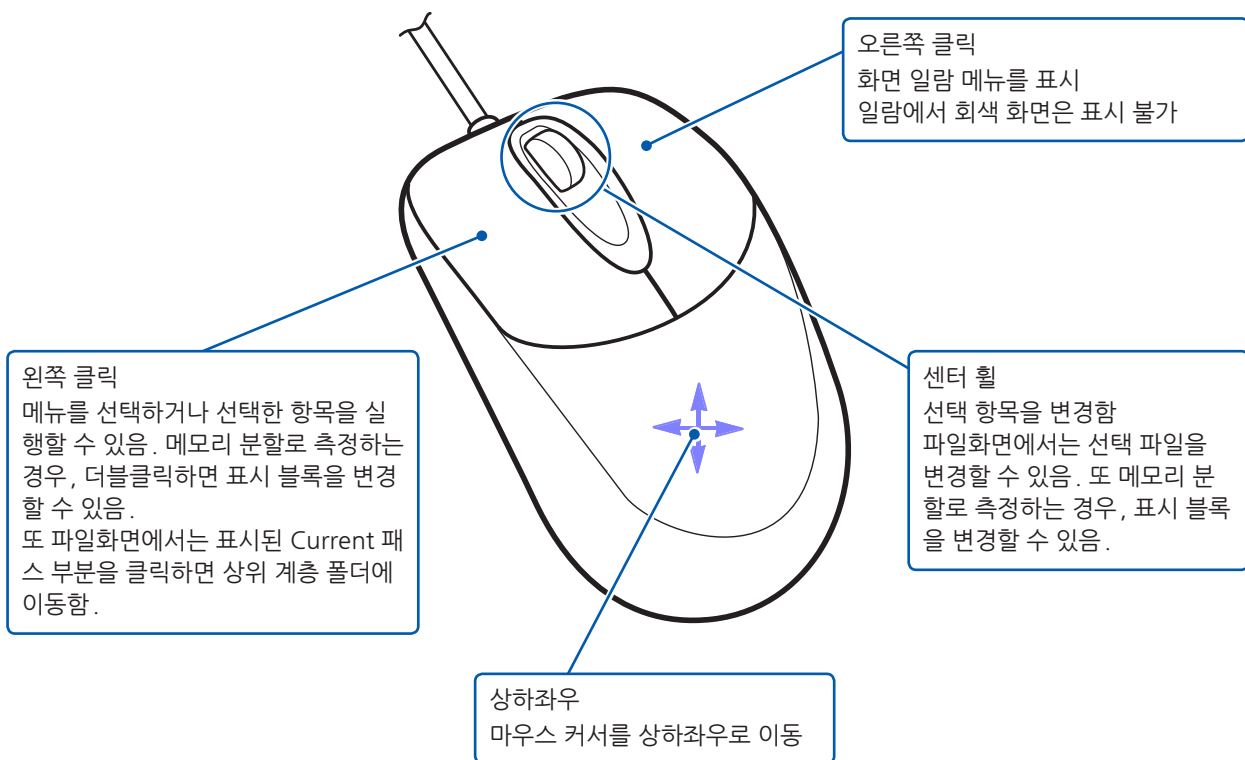 오른쪽 클릭
화면 일람 메뉴를 표시
일람에서 회색 화면은 표시 불가
왼쪽 클릭
메뉴를 선택하거나 선택한 항목을 실
행할 수 있음. 메모리 분할로 측정하는
경우, 더블클릭하면 표시 블록을 변경
할 수 있음.
또 파일화면에서는 표시된 Current 패
스 부분을 클릭하면 상위 계층 폴더에
이동함.
센터 휠
선택 항목을 변경함
파일화면에서는 선택 파일을
변경할 수 있음. 또 메모리 분
할로 측정하는 경우, 표시 블록
을 변경할 수 있음.
상하좌우
마우스 커서를 상하좌우로 이동